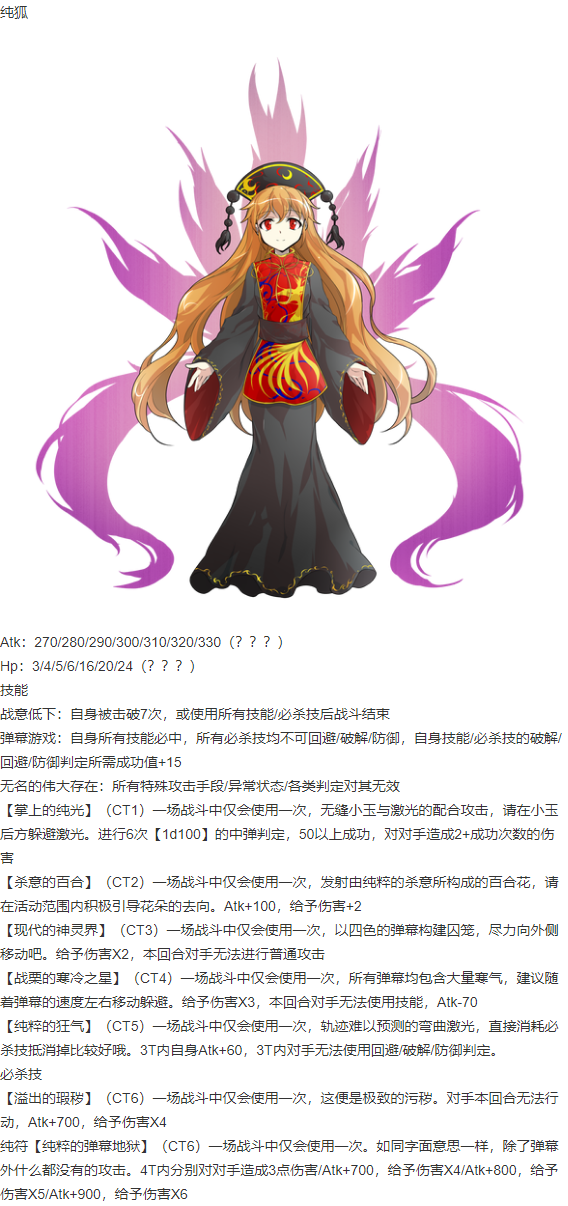 纯狐
Atk：270/280/290/300/310/320/330（？？？）
Hp：3/4/5/6/16/20/24（？？？）
技能
战意低下：自身被击破7次，或使用所有技能/必杀技后战斗结束
弹幕游戏：自身所有技能必中，所有必杀技均不可回避/破解/防御，自身技能/必杀技的破解/
回避/防御判定所需成功值+15
无名的伟大存在：所有特殊攻击手段/异常状态/各类判定对其无效
【掌上的纯光】（CT1）一场战斗中仅会使用一次，无缝小玉与激光的配合攻击，请在小玉
后方躲避激光。进行6次【1d100】的中弹判定，50以上成功，对对手造成2+成功次数的伤
害
【杀意的百合】（CT2）一场战斗中仅会使用一次，发射由纯粹的杀意所构成的百合花，请
在活动范围内积极引导花朵的去向。Atk+100，给予伤害+2
【现代的神灵界】（CT3）一场战斗中仅会使用一次，以四色的弹幕构建囚笼，尽力向外侧
移动吧。给予伤害X2，本回合对手无法进行普通攻击
【战栗的寒冷之星】（CT4）一场战斗中仅会使用一次，所有弹幕均包含大量寒气，建议随
着弹幕的速度左右移动躲避。给予伤害X3，本回合对手无法使用技能，Atk-70
【纯粹的狂气】（CT5）一场战斗中仅会使用一次，轨迹难以预测的弯曲激光，直接消耗必
杀技抵消掉比较好哦。3T内自身Atk+60，3T内对手无法使用回避/破解/防御判定。
必杀技
【溢出的瑕秽】（CT6）一场战斗中仅会使用一次，这便是极致的污秽。对手本回合无法行
动，Atk+700，给予伤害X4
纯符【纯粹的弹幕地狱】（CT6）一场战斗中仅会使用一次。如同字面意思一样，除了弹幕
外什么都没有的攻击。4T内分别对对手造成3点伤害/Atk+700，给予伤害X4/Atk+800，给予
伤害X5/Atk+900，给予伤害X6